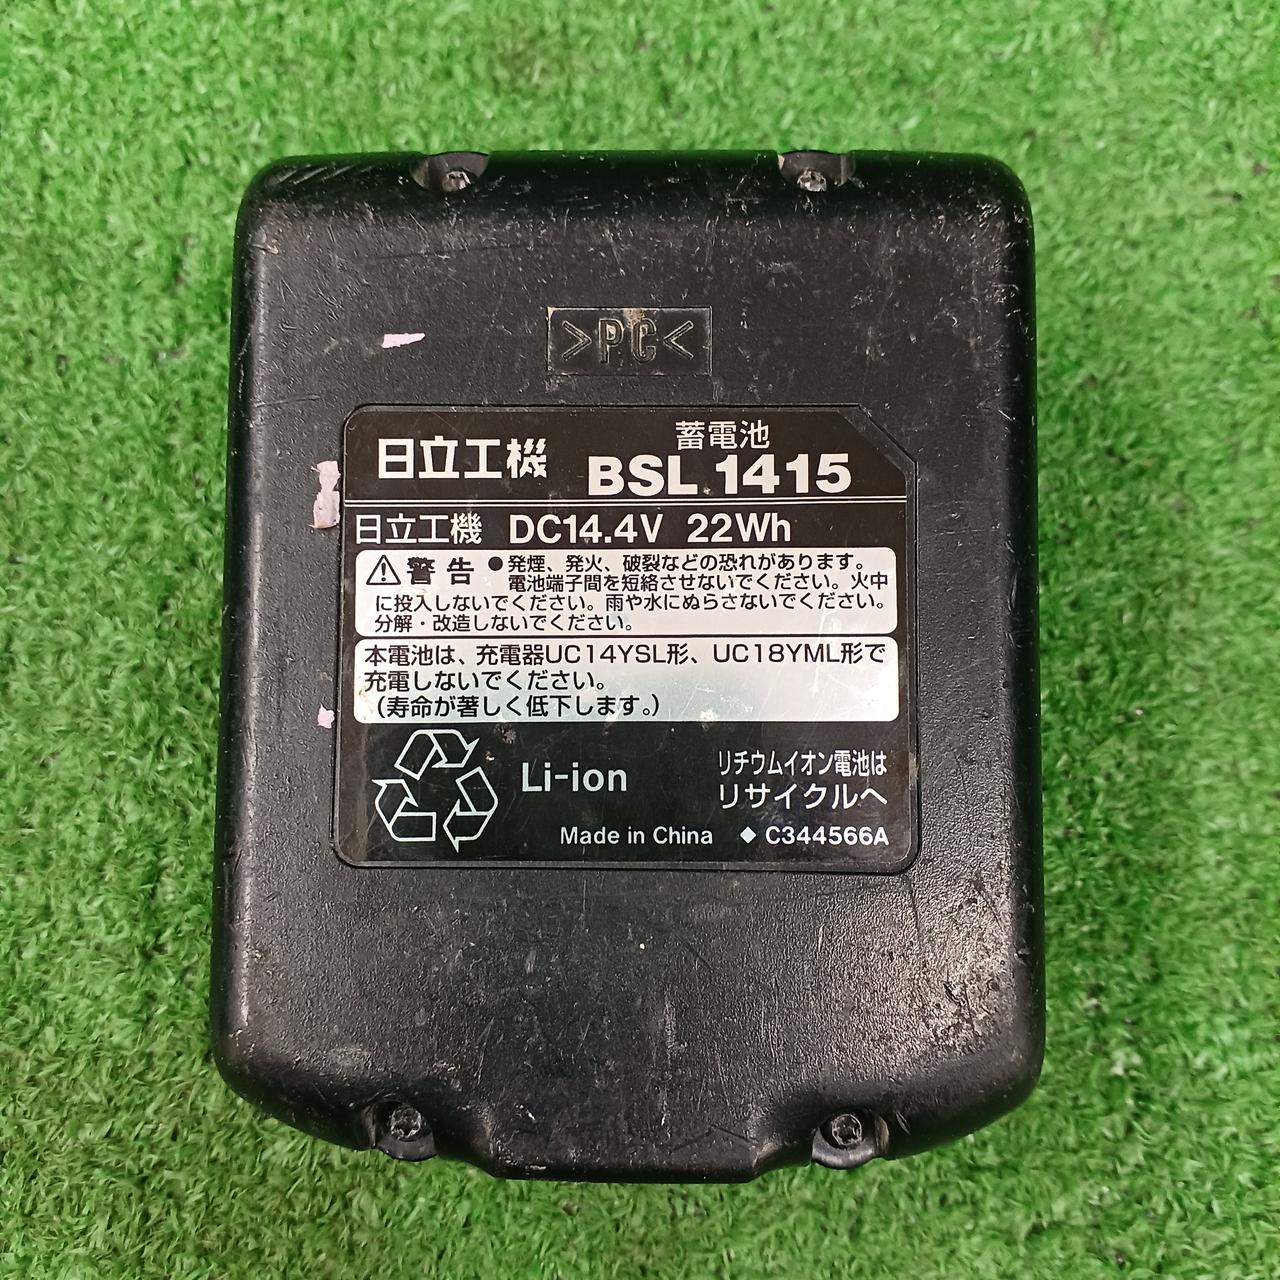 >PC<
日立工機
蓄電池
BSL 1415
日立工機 DC14.4V 22Wh
⚠警告 ●発煙、発火、破裂などの恐れがあります。
電池端子間を短絡させないでください。火中
に投入しないでください。雨や水にぬらさないでください。
分解・改造しないでください。
本電池は、充電器UC14YSL形、UC18YML形で
充電しないでください。
（寿命が著しく低下します。）
Li-ion
リチウムイオン電池は
リサイクルへ
Made in China ◆ C344566A